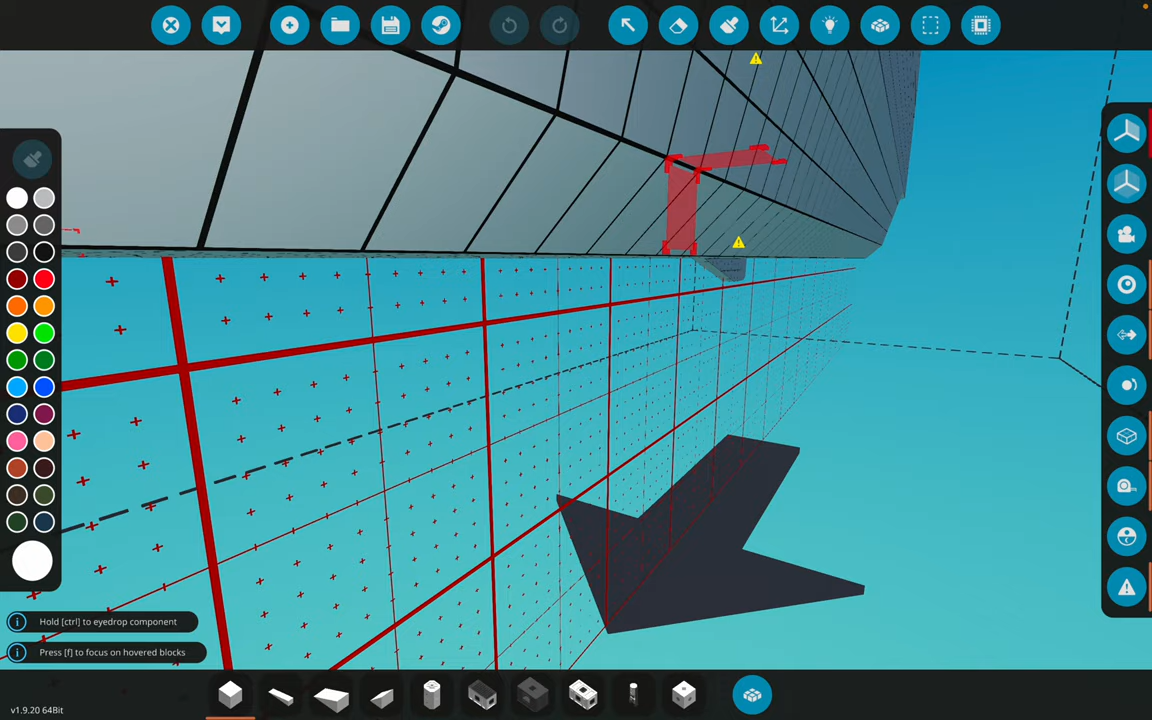 Hold [ctrl] to eyedrop component
Press [f] to focus on hovered blocks
v1.9.20 64Bit